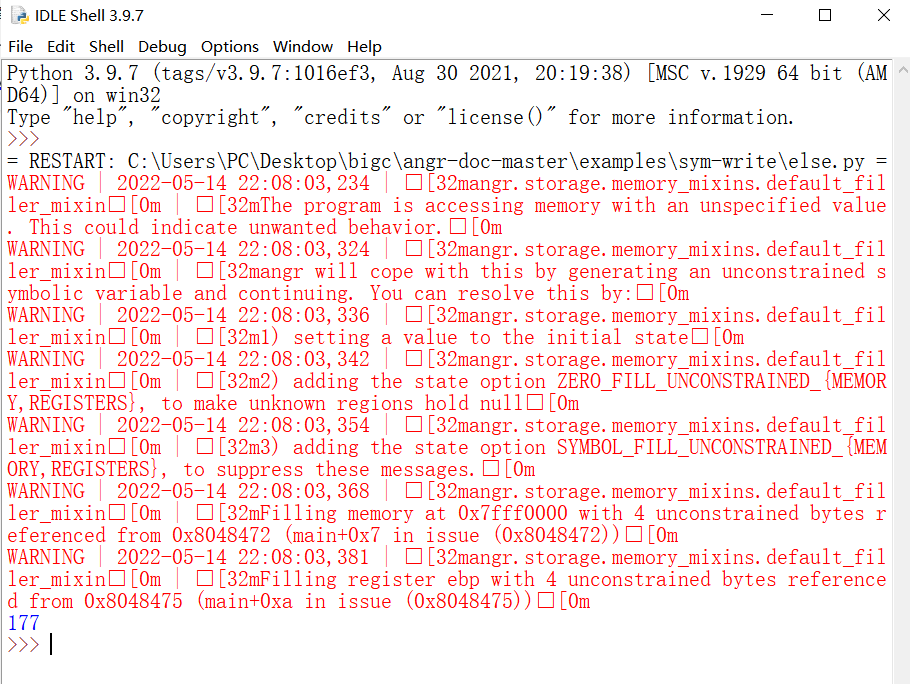 IDLE Shell 3.9.7
File Edit Shell Debug Options Window Help
Python 3.9.7 (tags/v3.9.7:1016ef3, Aug 30 2021, 20:19:38) [MSC v.1929 64 bit (AM
D64)] on win32
Type "help", "copyright", "credits" or "license()" for more information.
>>>
= RESTART: C:\Users\PC\Desktop\bigc\angr-doc-master\examples\sym-write\else.py =
WARNING | 2022-05-14 22:08:03,234 | □[32mangr.storage.memory_mixins.default_fil
ler_mixin□[0m | □[32mThe program is accessing memory with an unspecified value
. This could indicate unwanted behavior.□[0m
WARNING | 2022-05-14 22:08:03,324 | □[32mangr.storage.memory_mixins.default_fil
ler_mixin□[0m | □[32mangr will cope with this by generating an unconstrained s
ymbolic variable and continuing. You can resolve this by:□[0m
WARNING | 2022-05-14 22:08:03,336 | □[32mangr.storage.memory_mixins.default_fil
ler_mixin□[0m | □[32m1) setting a value to the initial state□[0m
WARNING | 2022-05-14 22:08:03,342 | □[32mangr.storage.memory_mixins.default_fil
ler_mixin□[0m | □[32m2) adding the state option ZERO_FILL_UNCONSTRAINED_{MEMOR
Y,REGISTERS}, to make unknown regions hold null□[0m
WARNING | 2022-05-14 22:08:03,354 | □[32mangr.storage.memory_mixins.default_fil
ler_mixin□[0m | □[32m3) adding the state option SYMBOL_FILL_UNCONSTRAINED_{MEM
ORY,REGISTERS}, to suppress these messages.□[0m
WARNING | 2022-05-14 22:08:03,368 | □[32mangr.storage.memory_mixins.default_fil
ler_mixin□[0m | □[32mFilling memory at 0x7fff0000 with 4 unconstrained bytes r
eferenced from 0x8048472 (main+0x7 in issue (0x8048472))□[0m
WARNING | 2022-05-14 22:08:03,381 | □[32mangr.storage.memory_mixins.default_fil
ler_mixin□[0m | □[32mFilling register ebp with 4 unconstrained bytes reference
d from 0x8048475 (main+0xa in issue (0x8048475))□[0m
177
>>>